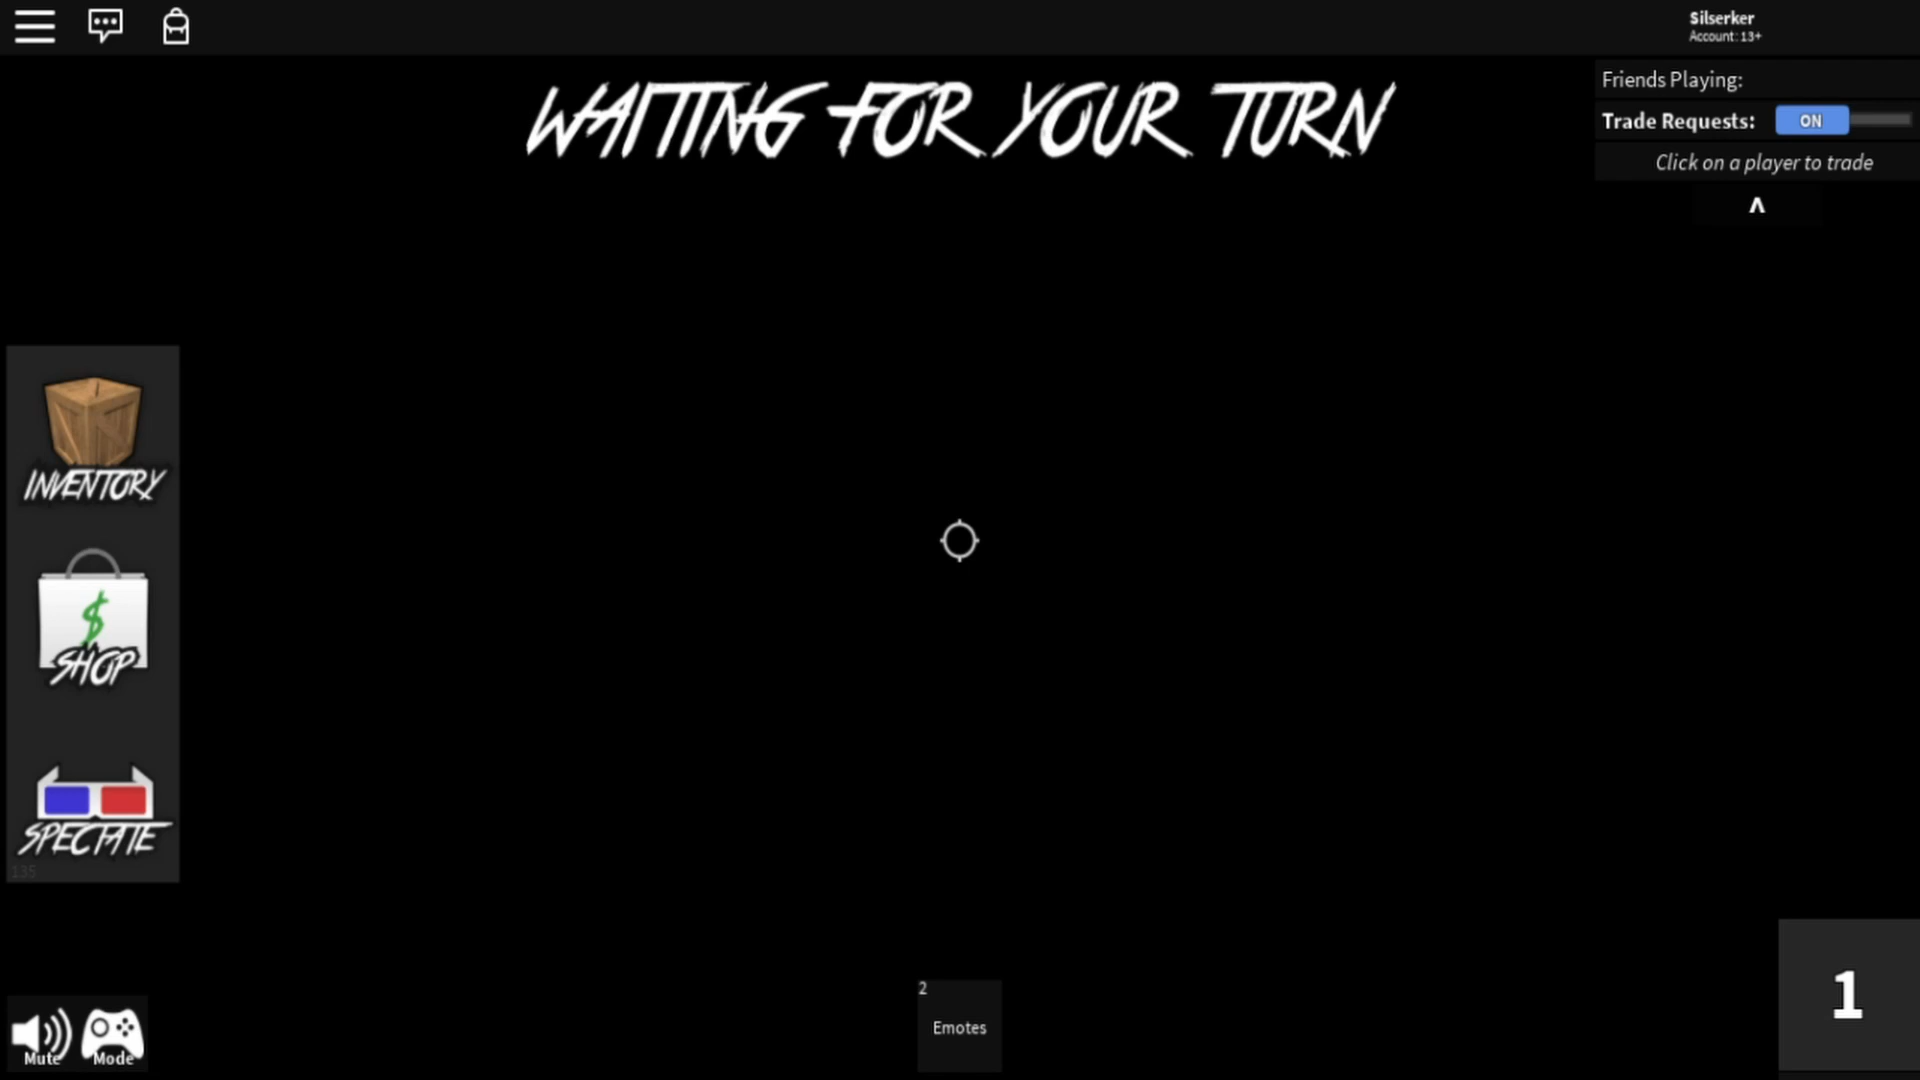 Silserker
Account: 13+
WAITING FOR YOUR TURN
Friends Playing:
Trade Requests: ON
Click on a player to trade
INVENTORY
$
SHOP
SPECTATE
135
2
Emotes
1
Mute
Mode